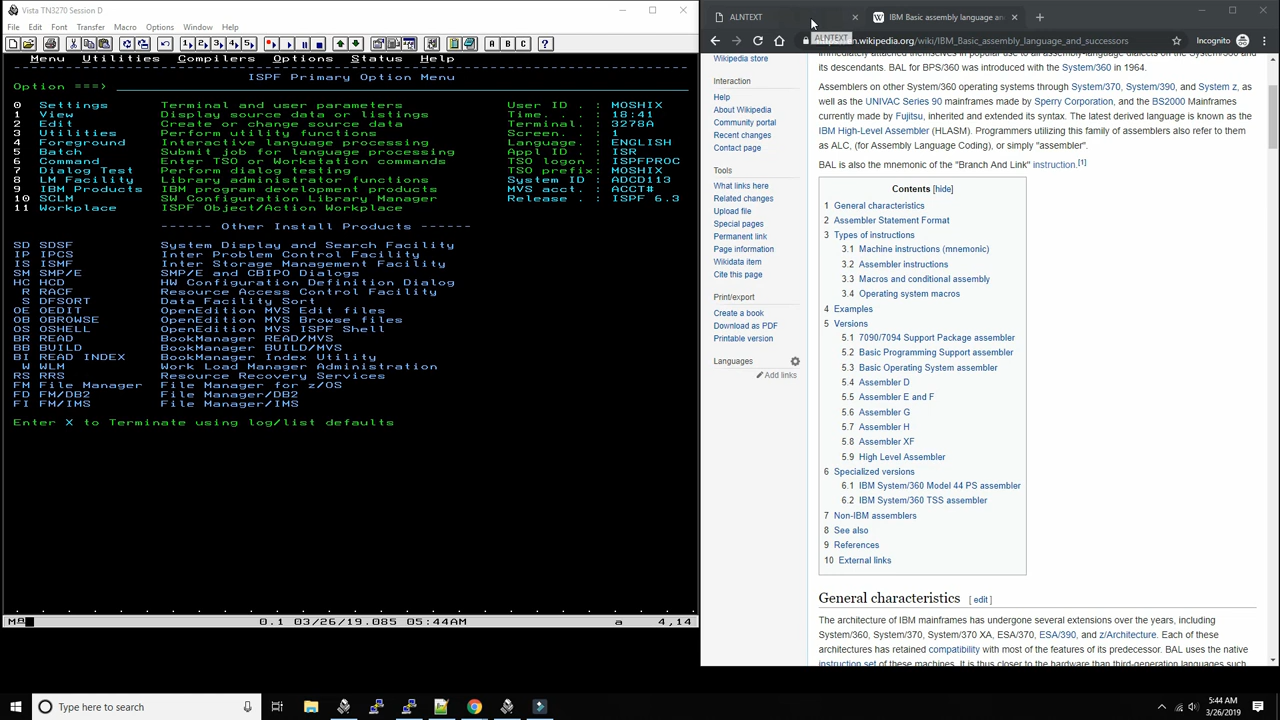 Vista TN3270 Session D
File Edit Font Transfer Macro Options Window Help
Menu Utilities Compilers Options Status Help
ISPF Primary Option Menu
Option ===>
0 Settings Terminal and user parameters User ID . : MOSHIX
1 View Display source data or listings Time. . . : 18:41
2 Edit Create or change source data Terminal. : 3278A
3 Utilities Perform utility functions Screen. . : 1
4 Foreground Interactive language processing Language. : ENGLISH
5 Batch Submit job for language processing Appl ID . : ISR
6 Command Enter TSO or Workstation commands TSO logon : ISPFPROC
7 Dialog Test Perform dialog testing TSO prefix: MOSHIX
8 LM Facility Library administrator functions System ID : ADCD113
9 IBM Products IBM program development products MVS acct. : ACCT#
10 SCLM SW Configuration Library Manager Release . : ISPF 6.3
11 Workplace ISPF Object/Action Workplace
------ Other Install Products ------
SD SDSF System Display and Search Facility
IP IPCS Inter Problem Control Facility
IS ISMF Inter Storage Management Facility
SM SMP/E SMP/E and CBIPO Dialogs
HC HCD HW Configuration Definition Dialog
R RACF Resource Access Control Facility
S DFSORT Data Facility Sort
OE OEDIT OpenEdition MVS Edit files
OB OBROWSE OpenEdition MVS Browse files
OS OSHELL OpenEdition MVS ISPF Shell
BR READ BookManager READ/MVS
BB BUILD BookManager BUILD/MVS
BI READ INDEX BookManager Index Utility
W WLM Work Load Manager Administration
RS RRS Resource Recovery Services
FM File Manager File Manager for z/OS
FD FM/DB2 File Manager/DB2
FI FM/IMS File Manager/IMS
Enter X to Terminate using log/list defaults
0.1 03/26/19.085 05:44AM a 4,14
ALNTEXT
IBM Basic assembly language an
ALNTEXT
n.wikipedia.org/wiki/IBM_Basic_assembly_language_and_successors
Incognito
Wikipedia store
Interaction
Help
About Wikipedia
Community portal
Recent changes
Contact page
Tools
What links here
Related changes
Upload file
Special pages
Permanent link
Page information
Wikidata item
Cite this page
Print/export
Create a book
Download as PDF
Printable version
Languages
Add links
its descendants. BAL for BPS/360 was introduced with the System/360 in 1964.
Assemblers on other System/360 operating systems through System/370, System/390, and System z, as
well as the UNIVAC Series 90 mainframes made by Sperry Corporation, and the BS2000 Mainframes
currently made by Fujitsu, inherited and extended its syntax. The latest derived language is known as the
IBM High-Level Assembler (HLASM). Programmers utilizing this family of assemblers also refer to them
as ALC, (for Assembly Language Coding), or simply "assembler".
BAL is also the mnemonic of the "Branch And Link" instruction.[1]
Contents [hide]
1 General characteristics
2 Assembler Statement Format
3 Types of instructions
3.1 Machine instructions (mnemonic)
3.2 Assembler instructions
3.3 Macros and conditional assembly
3.4 Operating system macros
4 Examples
5 Versions
5.1 7090/7094 Support Package assembler
5.2 Basic Programming Support assembler
5.3 Basic Operating System assembler
5.4 Assembler D
5.5 Assembler E and F
5.6 Assembler G
5.7 Assembler H
5.8 Assembler XF
5.9 High Level Assembler
6 Specialized versions
6.1 IBM System/360 Model 44 PS assembler
6.2 IBM System/360 TSS assembler
7 Non-IBM assemblers
8 See also
9 References
10 External links
General characteristics [ edit ]
The architecture of IBM mainframes has undergone several extensions over the years, including
System/360, System/370, System/370 XA, ESA/370, ESA/390, and z/Architecture. Each of these
architectures has retained compatibility with most of the features of its predecessor. BAL uses the native
instruction set of these machines. It is thus closer to the hardware than third-generation languages such
Type here to search
5:44 AM
3/26/2019